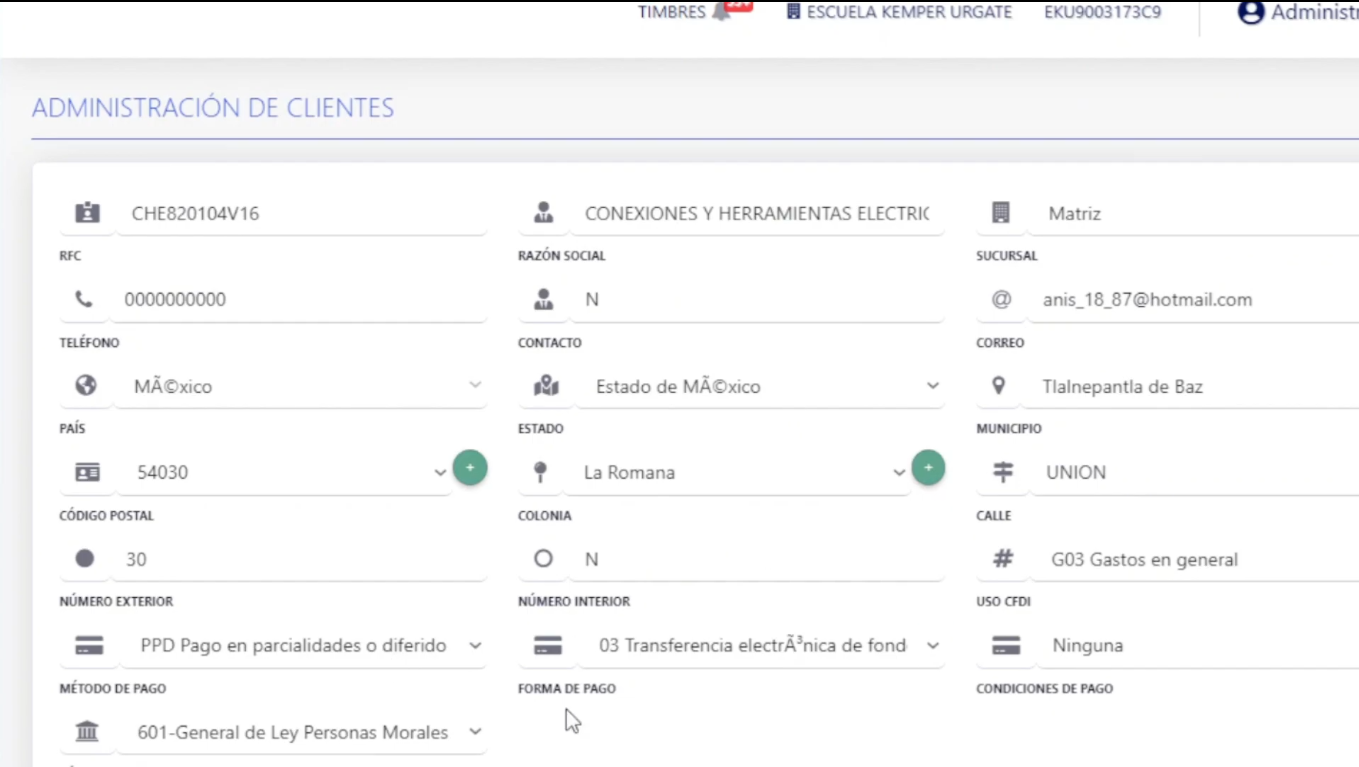 TIMBRES ESCUELA KEMPER URGATE EKU9003173C9
ADMINISTRACIÓN DE CLIENTES
CHE820104V16 CONEXIONES Y HERRAMIENTAS ELECTRIC Matriz
RFC RAZÓN SOCIAL SUCURSAL
0000000000 N @ anis_18_87@hotmail.com
TELÉFONO CONTACTO CORREO
MÃ©xico Estado de MÃ©xico Tlalnepantla de Baz
PAÍS ESTADO MUNICIPIO
54030 + La Romana + UNION
CÓDIGO POSTAL COLONIA CALLE
30 N # G03 Gastos en general
NÚMERO EXTERIOR NÚMERO INTERIOR USO CFDI
PPD Pago en parcialidades o diferido 03 Transferencia electrÃ³nica de fond Ninguna
MÉTODO DE PAGO FORMA DE PAGO CONDICIONES DE PAGO
601-General de Ley Personas Morales